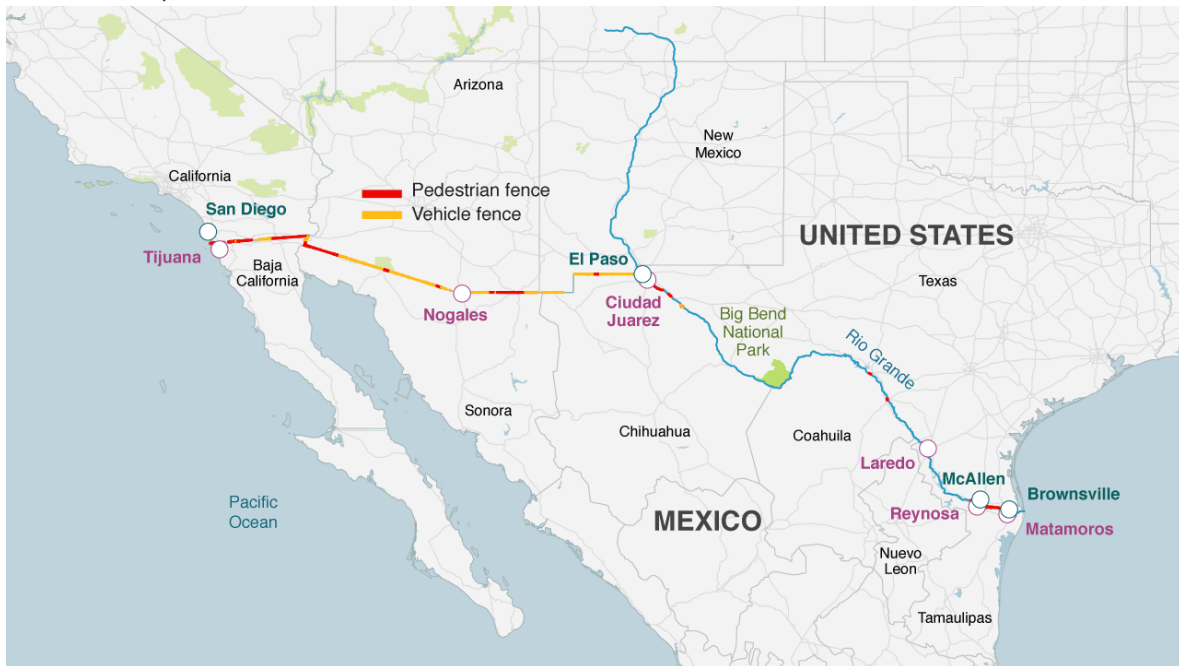 Arizona
New
Mexico
California
Pedestrian fence
Vehicle fence
San Diego
UNITED STATES
Tijuana
Baja
California
El Paso
Texas
Nogales
Ciudad
Juarez
Big Bend
National
Park
Rio Grande
Sonora
Chihuahua
Coahuila
Laredo
McAllen
Brownsville
Pacific
Ocean
MEXICO
Reynosa
Matamoros
Nuevo
Leon
Tamaulipas